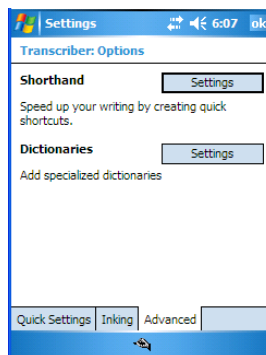 Settings 6:07 ok
Transcriber: Options
Shorthand Settings
Speed up your writing by creating quick
shortcuts.
Dictionaries Settings
Add specialized dictionaries
Quick Settings Inking Advanced